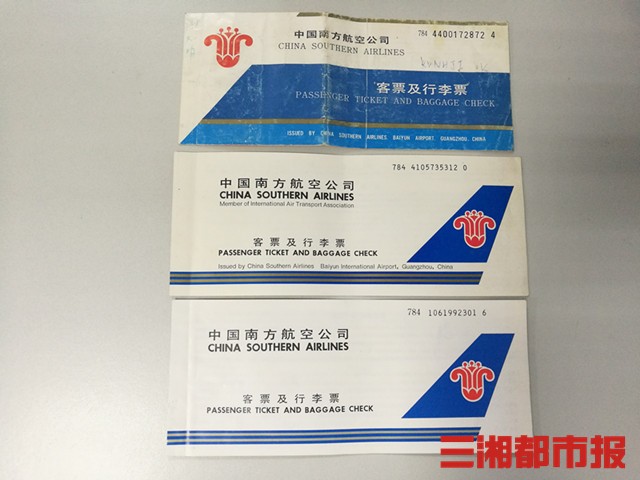 中国南方航空公司
CHINA SOUTHERN AIRLINES
784 4400172872 4
客票及行李票
PASSENGER TICKET AND BAGGAGE CHECK
ISSUED BY CHINA SOUTHERN AIRLINES, BAIYUN AIRPORT, GUANGZHOU, CHINA
784 4105735312 0
中国南方航空公司
CHINA SOUTHERN AIRLINES
Member of International Air Transport Association
客票及行李票
PASSENGER TICKET AND BAGGAGE CHECK
Issued by China Southern Airlines Baiyun International Airport, Guangzhou, China
784 1061992301 6
中国南方航空公司
CHINA SOUTHERN AIRLINES
客票及行李票
PASSENGER TICKET AND BAGGAGE CHECK
三湘都市报